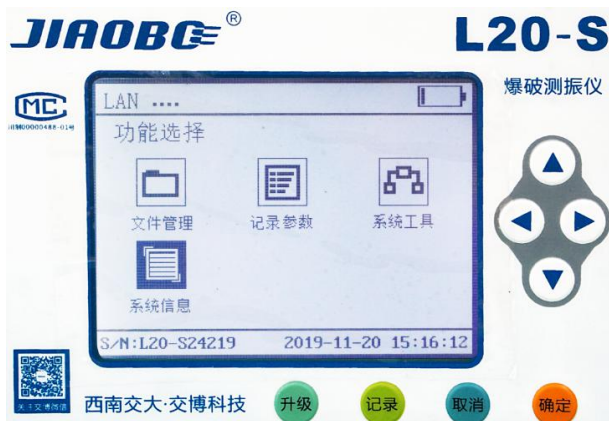 JIAOBO®
L20-S
爆破测振仪
MC
LAN ....
功能选择
文件管理 记录参数 系统工具
系统信息
S/N:L20-S24219 2019-11-20 15:16:12
西南交大·交博科技
升级 记录 取消 确定